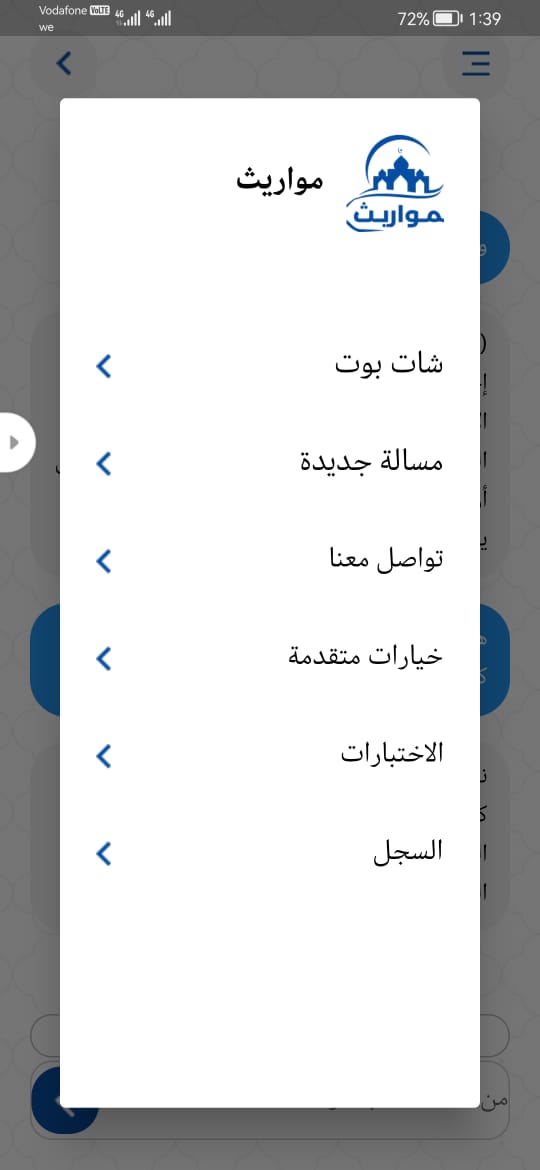 Vodafone VoLTE 4G 4G 72% 1:39
we
مواريث
مواريث
شات بوت
مسالة جديدة
تواصل معنا
خيارات متقدمة
الاختبارات
السجل
من